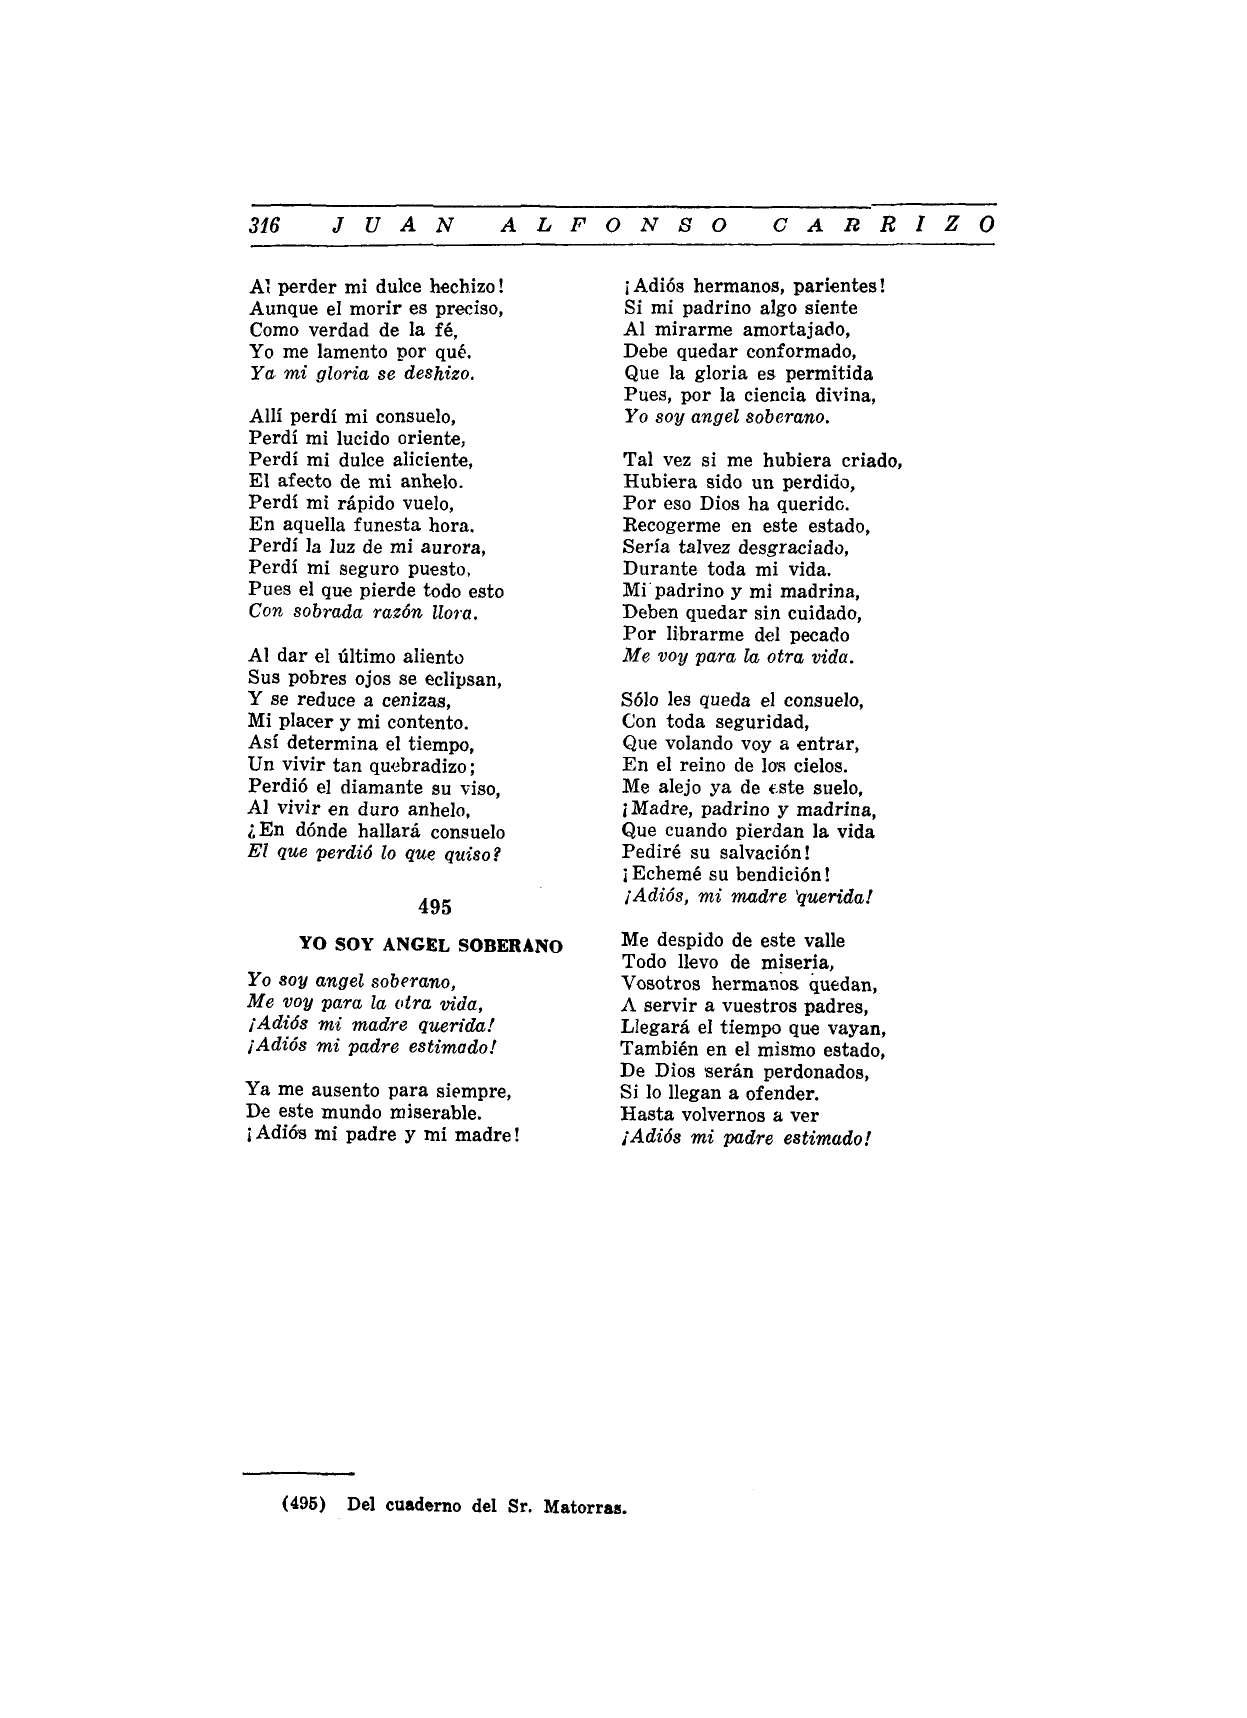 316 JUAN ALFONSO CARRIZO
Al perder mi dulce hechizo!
Aunque el morir es preciso,
Como verdad de la fé,
Yo me lamento por qué.
Ya mi gloria se deshizo.
Allí perdí mi consuelo,
Perdí mi lucido oriente,
Perdí mi dulce aliciente,
El afecto de mi anhelo.
Perdí mi rápido vuelo,
En aquella funesta hora.
Perdí la luz de mi aurora,
Perdí mi seguro puesto,
Pues el que pierde todo esto
Con sobrada razón llora.
Al dar el último aliento
Sus pobres ojos se eclipsan,
Y se reduce a cenizas,
Mi placer y mi contento.
Así determina el tiempo,
Un vivir tan quebradizo;
Perdió el diamante su viso,
Al vivir en duro anhelo,
¿En dónde hallará consuelo
El que perdió lo que quiso?
495
YO SOY ANGEL SOBERANO
Yo soy angel soberano,
Me voy para la otra vida,
¡Adiós mi madre querida!
¡Adiós mi padre estimado!
Ya me ausento para siempre,
De este mundo miserable.
¡Adiós mi padre y mi madre!
¡Adiós hermanos, parientes!
Si mi padrino algo siente
Al mirarme amortajado,
Debe quedar conformado,
Que la gloria es permitida
Pues, por la ciencia divina,
Yo soy angel soberano.
Tal vez si me hubiera criado,
Hubiera sido un perdido,
Por eso Dios ha querido.
Recogerme en este estado,
Sería talvez desgraciado,
Durante toda mi vida.
Mi padrino y mi madrina,
Deben quedar sin cuidado,
Por librarme del pecado
Me voy para la otra vida.
Sólo les queda el consuelo,
Con toda seguridad,
Que volando voy a entrar,
En el reino de los cielos.
Me alejo ya de este suelo,
¡Madre, padrino y madrina,
Que cuando pierdan la vida
Pediré su salvación!
¡Echemé su bendición!
¡Adiós, mi madre querida!
Me despido de este valle
Todo llevo de miseria,
Vosotros hermanos quedan,
A servir a vuestros padres,
Llegará el tiempo que vayan,
También en el mismo estado,
De Dios serán perdonados,
Si lo llegan a ofender.
Hasta volvernos a ver
¡Adiós mi padre estimado!
(495) Del cuaderno del Sr. Matorras.